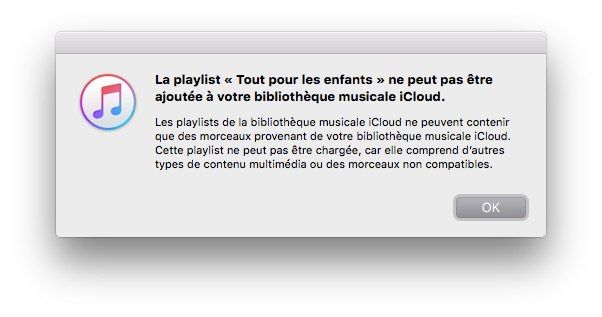 La playlist « Tout pour les enfants » ne peut pas être
ajoutée à votre bibliothèque musicale iCloud.
Les playlists de la bibliothèque musicale iCloud ne peuvent contenir
que des morceaux provenant de votre bibliothèque musicale iCloud.
Cette playlist ne peut pas être chargée, car elle comprend d’autres
types de contenu multimédia ou des morceaux non compatibles.
OK